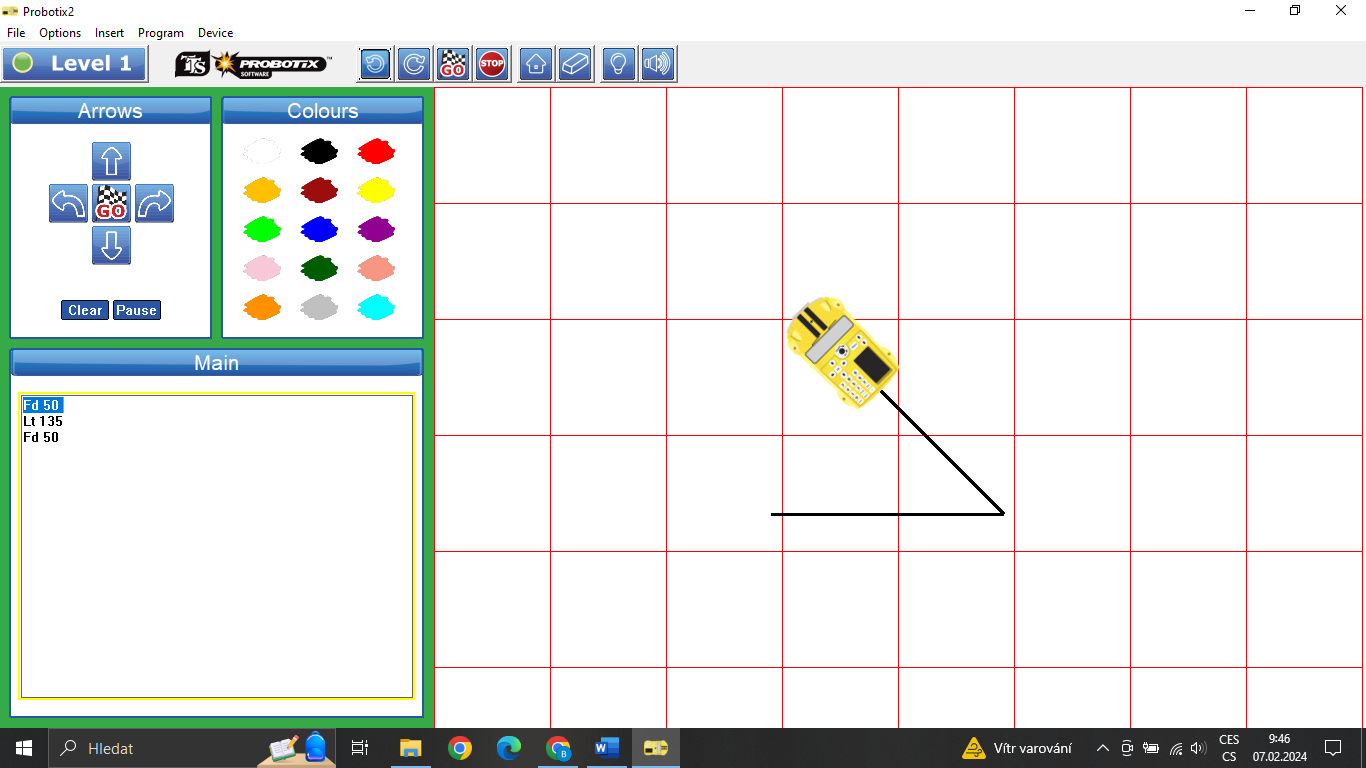 Probotix2
File Options Insert Program Device
Level 1
TTS PROBOTIX™
SOFTWARE
GO
STOP
Arrows
Colours
GO
Clear Pause
Main
Fd 50
Lt 135
Fd 50
Hledat
B
W
Vítr varování
CES
CS
9:46
07.02.2024